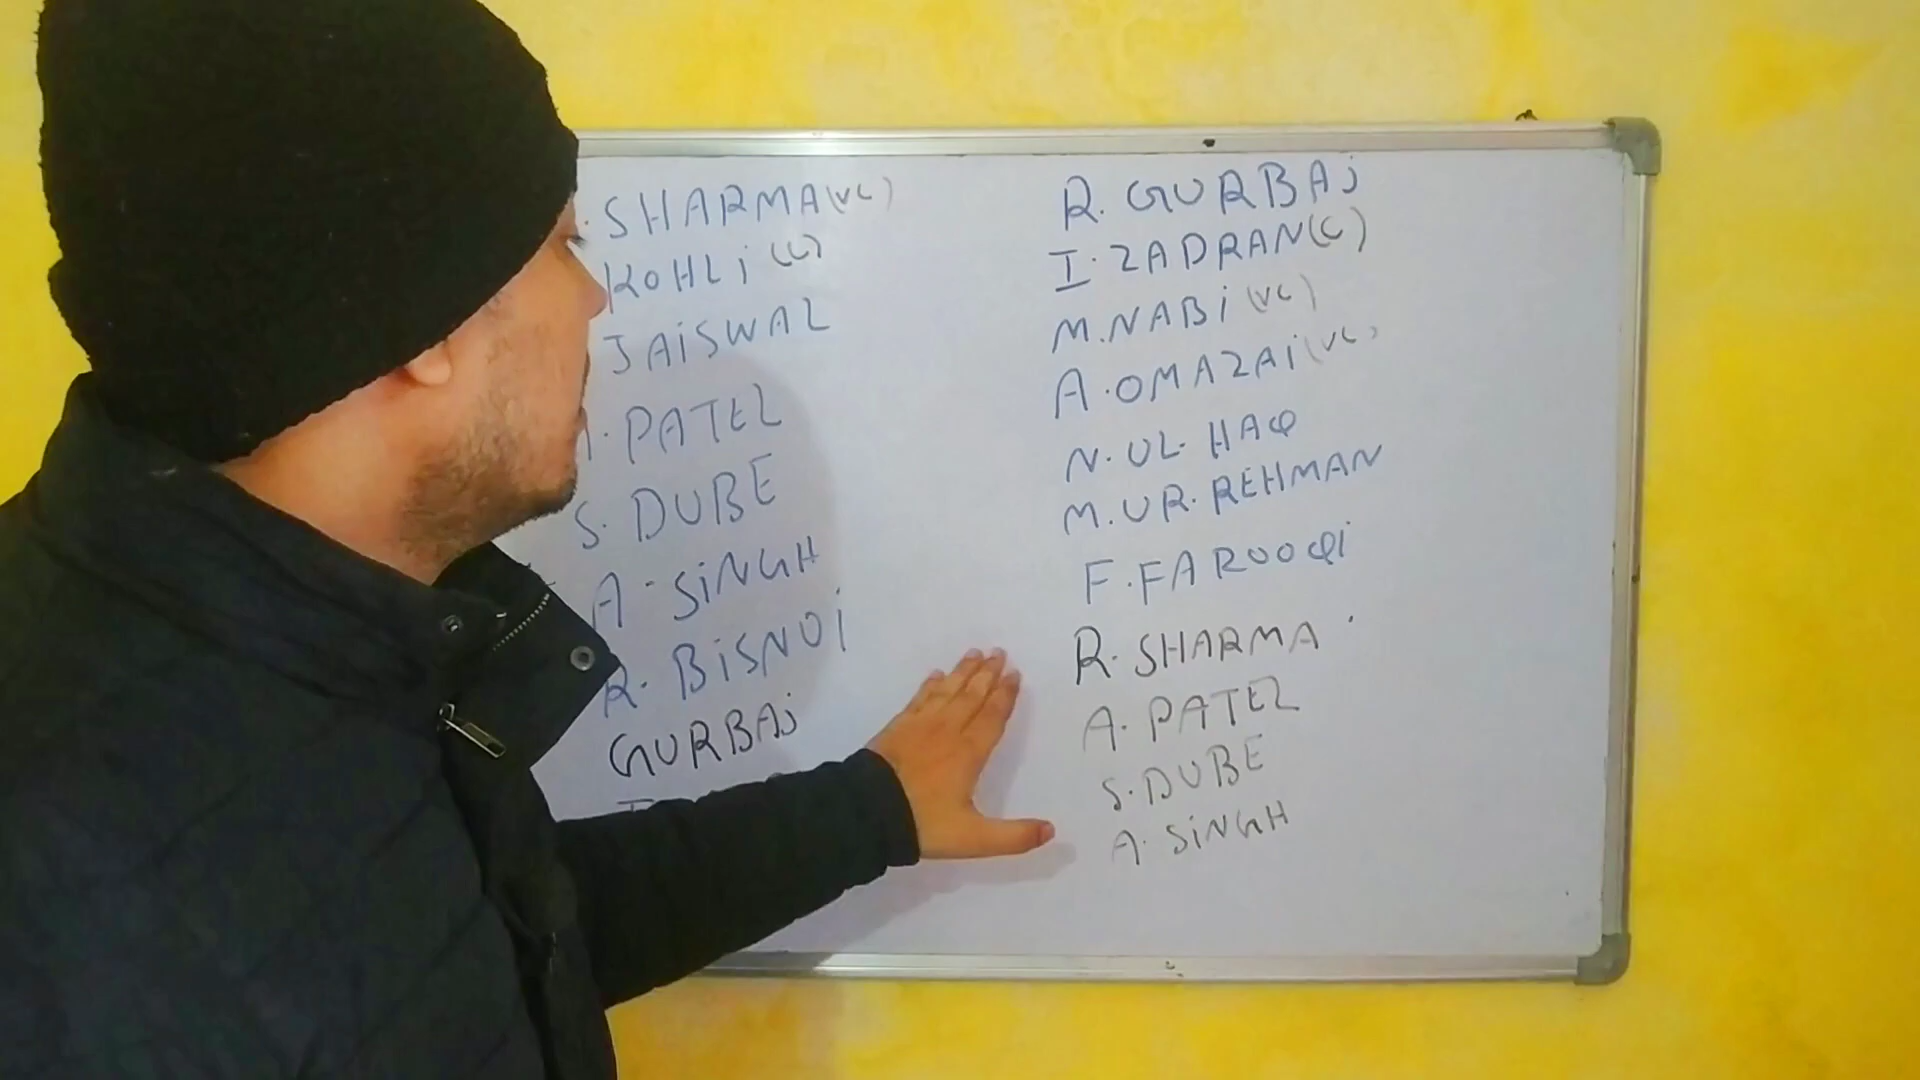 . SHARMA (VC)
KOHLi (C)
JAiSWAL
. PATEL
S. DUBE
A. SiNGH
R. BiSNOi
GURBAj
R. GURBAj
I. ZADRAN (C)
M. NABi (VC)
A. OMAZAi (VC)
N. UL. HAQ
M. UR. REHMAN
F. FAROOQi
R. SHARMA
A. PATEL
S. DUBE
A. SiNGH